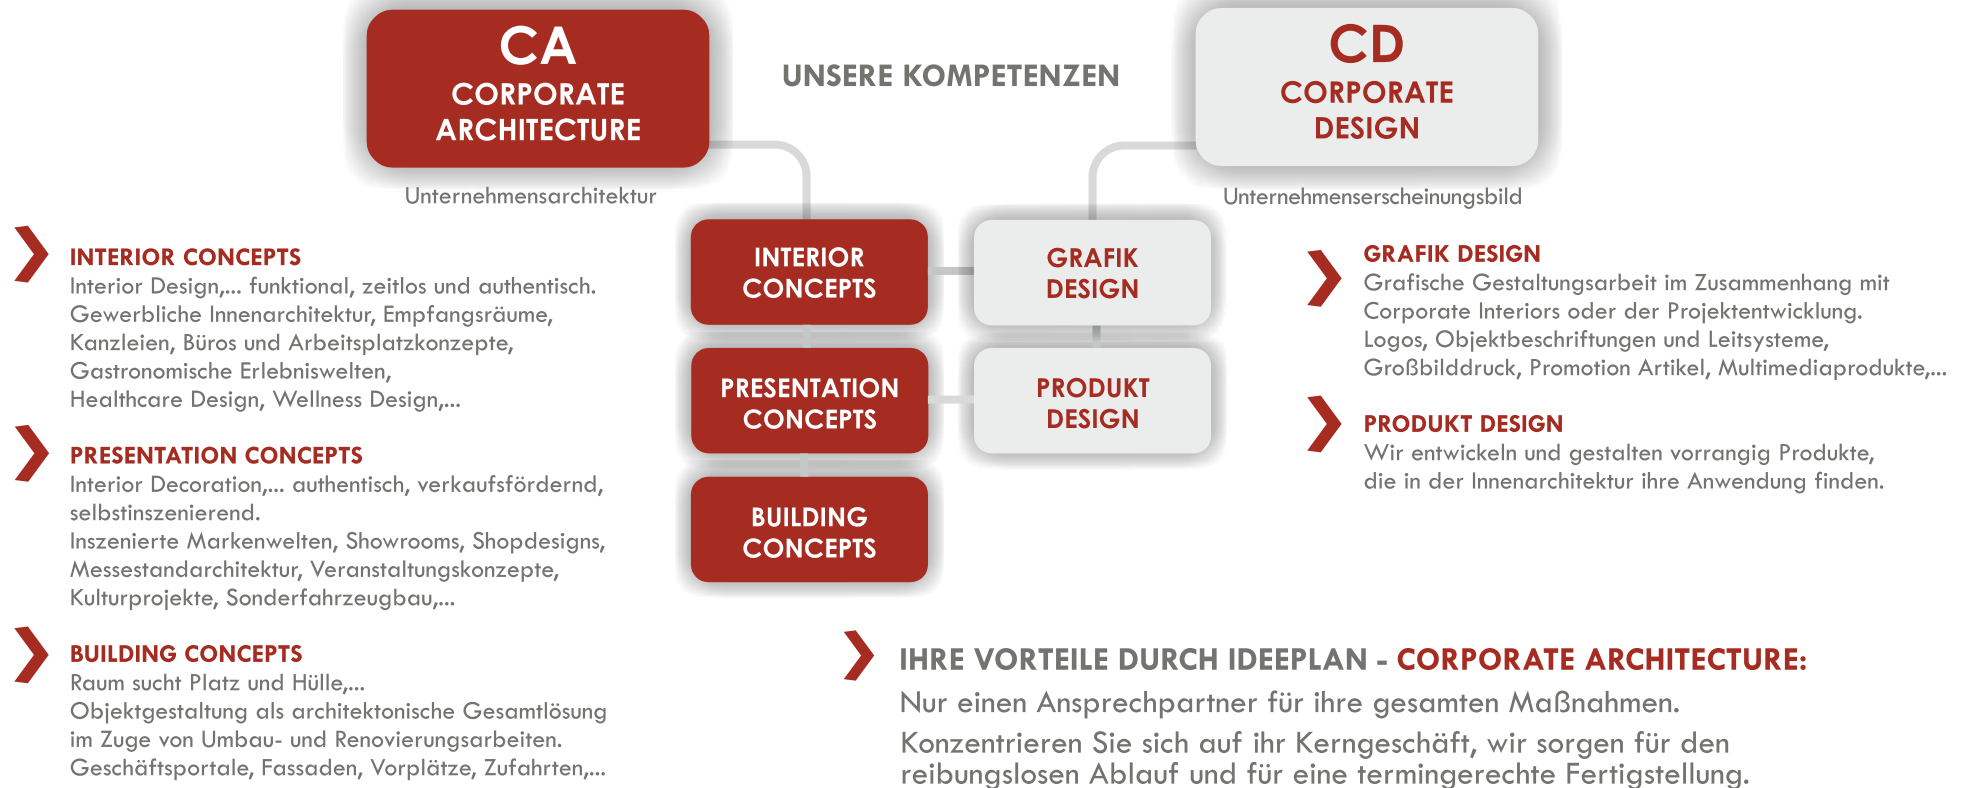 CA
CORPORATE
ARCHITECTURE
Unternehmensarchitektur
UNSERE KOMPETENZEN
CD
CORPORATE
DESIGN
Unternehmenserscheinungsbild
INTERIOR
CONCEPTS
GRAFIK
DESIGN
PRESENTATION
CONCEPTS
PRODUKT
DESIGN
BUILDING
CONCEPTS
INTERIOR CONCEPTS
Interior Design,... funktional, zeitlos und authentisch.
Gewerbliche Innenarchitektur, Empfangsräume,
Kanzleien, Büros und Arbeitsplatzkonzepte,
Gastronomische Erlebniswelten,
Healthcare Design, Wellness Design,...
PRESENTATION CONCEPTS
Interior Decoration,... authentisch, verkaufsfördernd,
selbstinszenierend.
Inszenierte Markenwelten, Showrooms, Shopdesigns,
Messestandarchitektur, Veranstaltungskonzepte,
Kulturprojekte, Sonderfahrzeugbau,...
BUILDING CONCEPTS
Raum sucht Platz und Hülle,...
Objektgestaltung als architektonische Gesamtlösung
im Zuge von Umbau- und Renovierungsarbeiten.
Geschäftsportale, Fassaden, Vorplätze, Zufahrten,...
GRAFIK DESIGN
Grafische Gestaltungsarbeit im Zusammenhang mit
Corporate Interiors oder der Projektentwicklung.
Logos, Objektbeschriftungen und Leitsysteme,
Großbilddruck, Promotion Artikel, Multimediaprodukte,...
PRODUKT DESIGN
Wir entwickeln und gestalten vorrangig Produkte,
die in der Innenarchitektur ihre Anwendung finden.
IHRE VORTEILE DURCH IDEEPLAN - CORPORATE ARCHITECTURE:
Nur einen Ansprechpartner für ihre gesamten Maßnahmen.
Konzentrieren Sie sich auf ihr Kerngeschäft, wir sorgen für den
reibungslosen Ablauf und für eine termingerechte Fertigstellung.